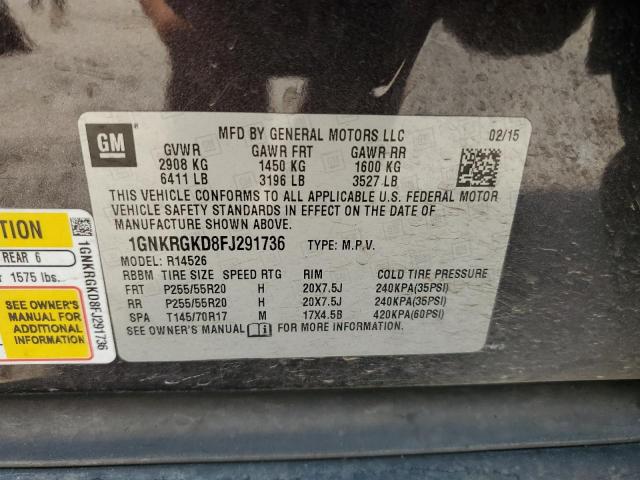 GM
MFD BY GENERAL MOTORS LLC 02/15
GVWR GAWR FRT GAWR RR
2908 KG 1450 KG 1600 KG
6411 LB 3196 LB 3527 LB
THIS VEHICLE CONFORMS TO ALL APPLICABLE U.S. FEDERAL MOTOR
VEHICLE SAFETY STANDARDS IN EFFECT ON THE DATE OF
MANUFACTURE SHOWN ABOVE.
1GNKRGKD8FJ291736 TYPE: M.P.V.
MODEL: R14526
RBBM TIRE SIZE SPEED RTG RIM COLD TIRE PRESSURE
FRT P255/55R20 H 20X7.5J 240KPA(35PSI)
RR P255/55R20 H 20X7.5J 240KPA(35PSI)
SPA T145/70R17 M 17X4.5B 420KPA(60PSI)
SEE OWNER'S MANUAL FOR MORE INFORMATION
REAR 6
1575 lbs.
SEE OWNER'S
MANUAL FOR
ADDITIONAL
INFORMATION
1GNKRGKD8FJ291736